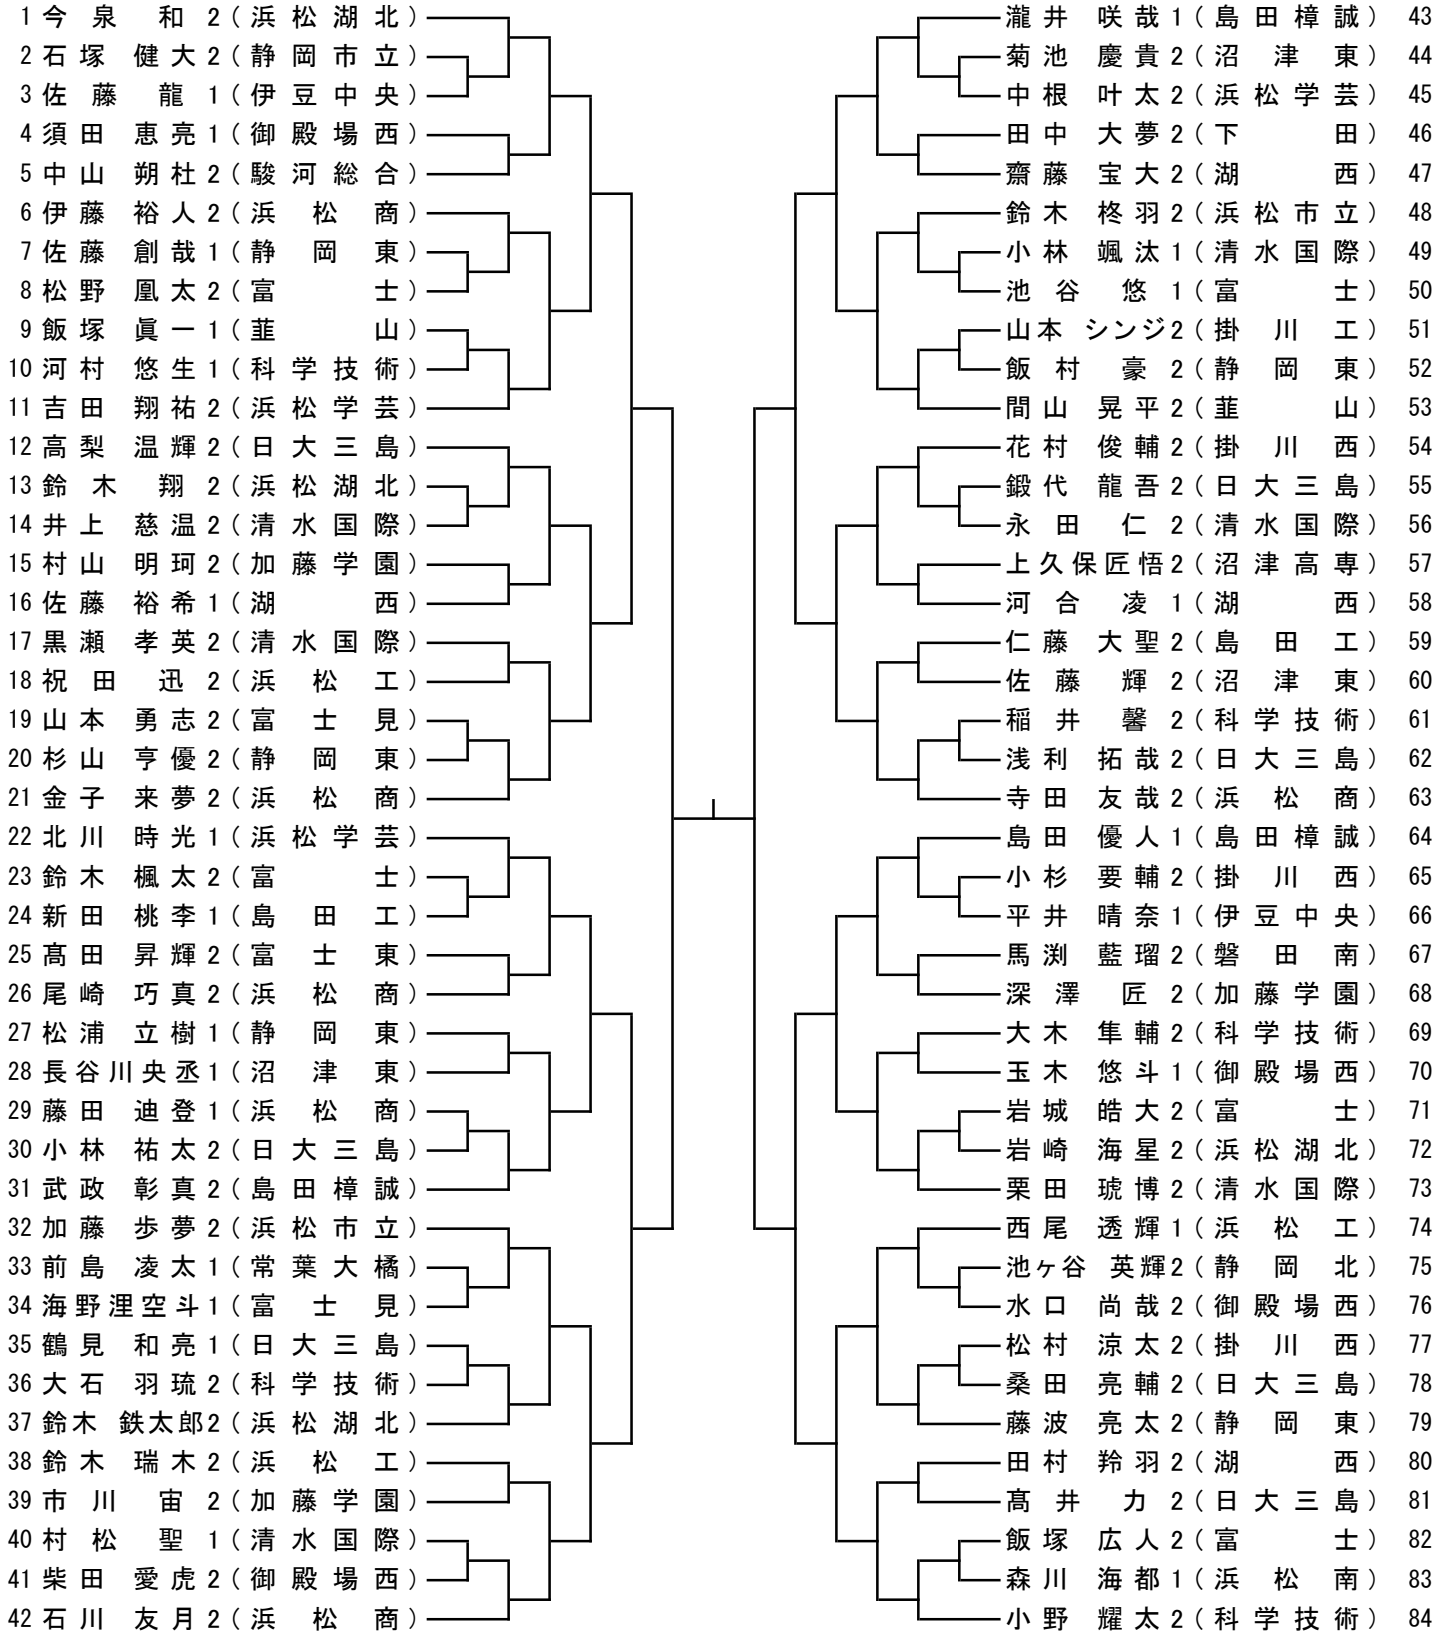 1 今泉 和 2 (浜松湖北)
2 石塚 健大 2 (静岡市立)
3 佐藤 龍 1 (伊豆中央)
4 須田 恵亮 1 (御殿場西)
5 中山 朔杜 2 (駿河総合)
6 伊藤 裕人 2 (浜松商)
7 佐藤 創哉 1 (静岡東)
8 松野 凰太 2 (富士)
9 飯塚 眞一 1 (韮山)
10 河村 悠生 1 (科学技術)
11 吉田 翔祐 2 (浜松学芸)
12 高梨 温輝 2 (日大三島)
13 鈴木 翔 2 (浜松湖北)
14 井上 慈温 2 (清水国際)
15 村山 明珂 2 (加藤学園)
16 佐藤 裕希 1 (湖西)
17 黒瀬 孝英 2 (清水国際)
18 祝田 迅 2 (浜松工)
19 山本 勇志 2 (富士見)
20 杉山 亨優 2 (静岡東)
21 金子 来夢 2 (浜松商)
22 北川 時光 1 (浜松学芸)
23 鈴木 楓太 2 (富士)
24 新田 桃李 1 (島田工)
25 髙田 昇輝 2 (富士東)
26 尾崎 巧真 2 (浜松商)
27 松浦 立樹 1 (静岡東)
28 長谷川央丞 1 (沼津東)
29 藤田 迪登 1 (浜松商)
30 小林 祐太 2 (日大三島)
31 武政 彰真 2 (島田樟誠)
32 加藤 歩夢 2 (浜松市立)
33 前島 凌太 1 (常葉大橘)
34 海野浬空斗 1 (富士見)
35 鶴見 和亮 1 (日大三島)
36 大石 羽琉 2 (科学技術)
37 鈴木 鉄太郎 2 (浜松湖北)
38 鈴木 瑞木 2 (浜松工)
39 市川 宙 2 (加藤学園)
40 村松 聖 1 (清水国際)
41 柴田 愛虎 2 (御殿場西)
42 石川 友月 2 (浜松商)
瀧井 咲哉 1 (島田樟誠) 43
菊池 慶貴 2 (沼津東) 44
中根 叶太 2 (浜松学芸) 45
田中 大夢 2 (下田) 46
齋藤 宝大 2 (湖西) 47
鈴木 柊羽 2 (浜松市立) 48
小林 颯汰 1 (清水国際) 49
池谷 悠 1 (富士) 50
山本 シンジ 2 (掛川工) 51
飯村 豪 2 (静岡東) 52
間山 晃平 2 (韮山) 53
花村 俊輔 2 (掛川西) 54
鍛代 龍吾 2 (日大三島) 55
永田 仁 2 (清水国際) 56
上久保匠悟 2 (沼津高専) 57
河合 凌 1 (湖西) 58
仁藤 大聖 2 (島田工) 59
佐藤 輝 2 (沼津東) 60
稲井 馨 2 (科学技術) 61
浅利 拓哉 2 (日大三島) 62
寺田 友哉 2 (浜松商) 63
島田 優人 1 (島田樟誠) 64
小杉 要輔 2 (掛川西) 65
平井 晴奈 1 (伊豆中央) 66
馬渕 藍瑠 2 (磐田南) 67
深澤 匠 2 (加藤学園) 68
大木 隼輔 2 (科学技術) 69
玉木 悠斗 1 (御殿場西) 70
岩城 皓大 2 (富士) 71
岩崎 海星 2 (浜松湖北) 72
栗田 琥博 2 (清水国際) 73
西尾 透輝 1 (浜松工) 74
池ヶ谷 英輝 2 (静岡北) 75
水口 尚哉 2 (御殿場西) 76
松村 涼太 2 (掛川西) 77
桑田 亮輔 2 (日大三島) 78
藤波 亮太 2 (静岡東) 79
田村 羚羽 2 (湖西) 80
髙井 力 2 (日大三島) 81
飯塚 広人 2 (富士) 82
森川 海都 1 (浜松南) 83
小野 耀太 2 (科学技術) 84